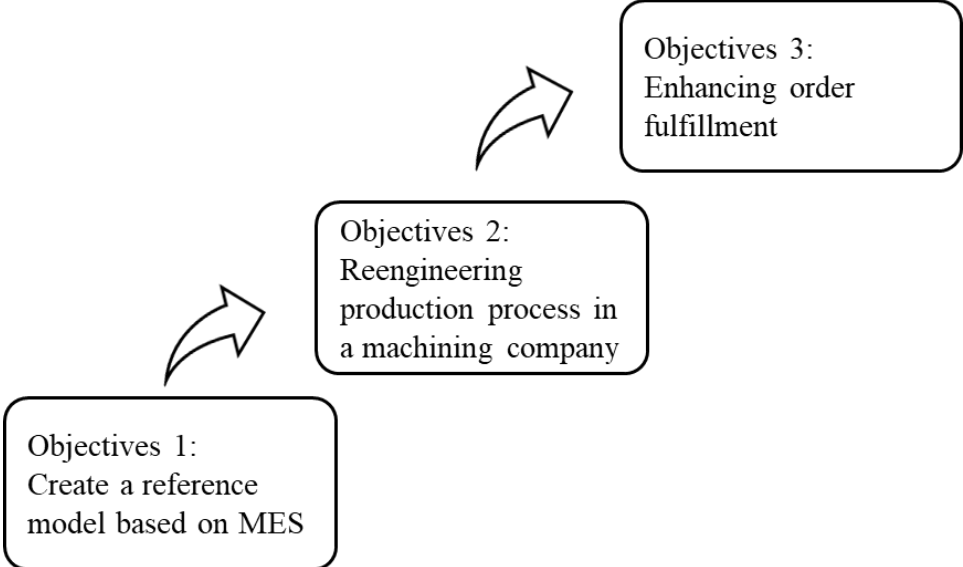 Objectives 3:
Enhancing order
fulfillment
Objectives 2:
Reengineering
production process in
a machining company
Objectives 1:
Create a reference
model based on MES